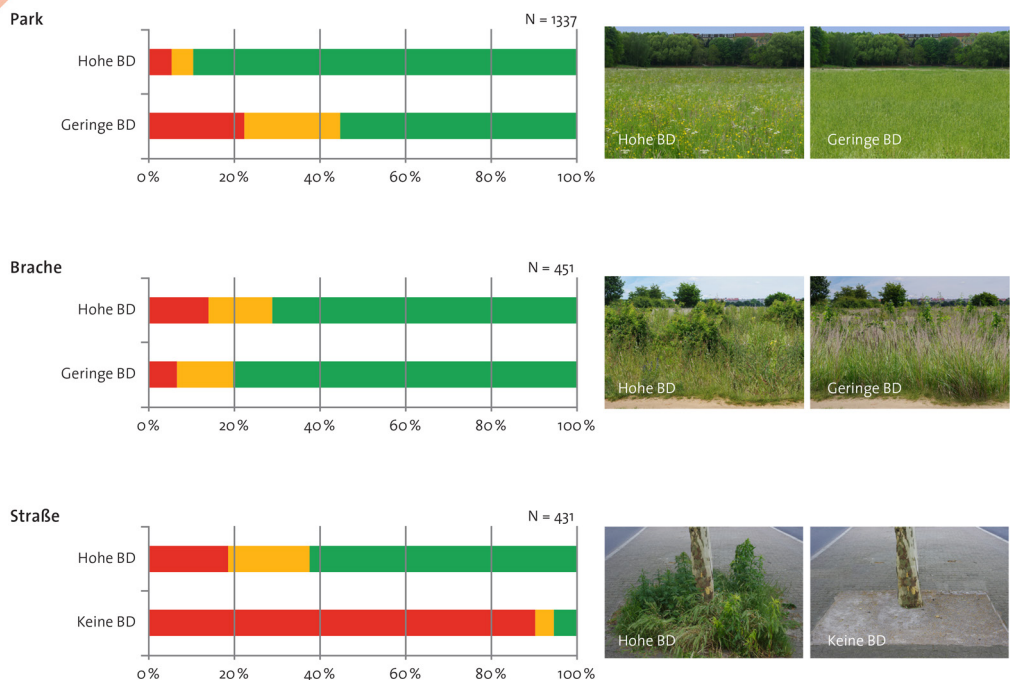 Park
N = 1337
Hohe BD
Geringe BD
0 % 20 % 40 % 60 % 80 % 100 %
Hohe BD
Geringe BD
Brache
N = 451
Hohe BD
Geringe BD
0 % 20 % 40 % 60 % 80 % 100 %
Hohe BD
Geringe BD
Straße
N = 431
Hohe BD
Keine BD
0 % 20 % 40 % 60 % 80 % 100 %
Hohe BD
Keine BD